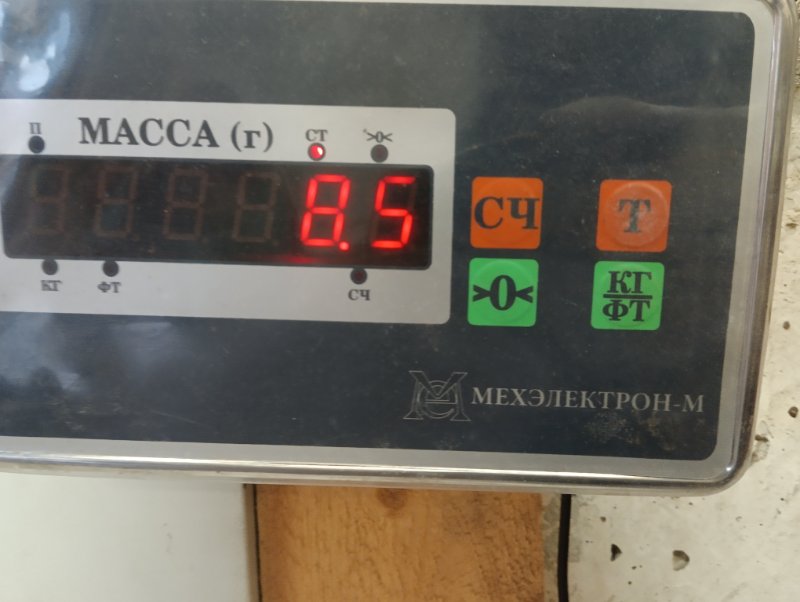 П МАССА (г) СТ >0<
8.5
КГ ФТ СЧ
СЧ Т
>0< КГ/ФТ
МЕХЭЛЕКТРОН-М